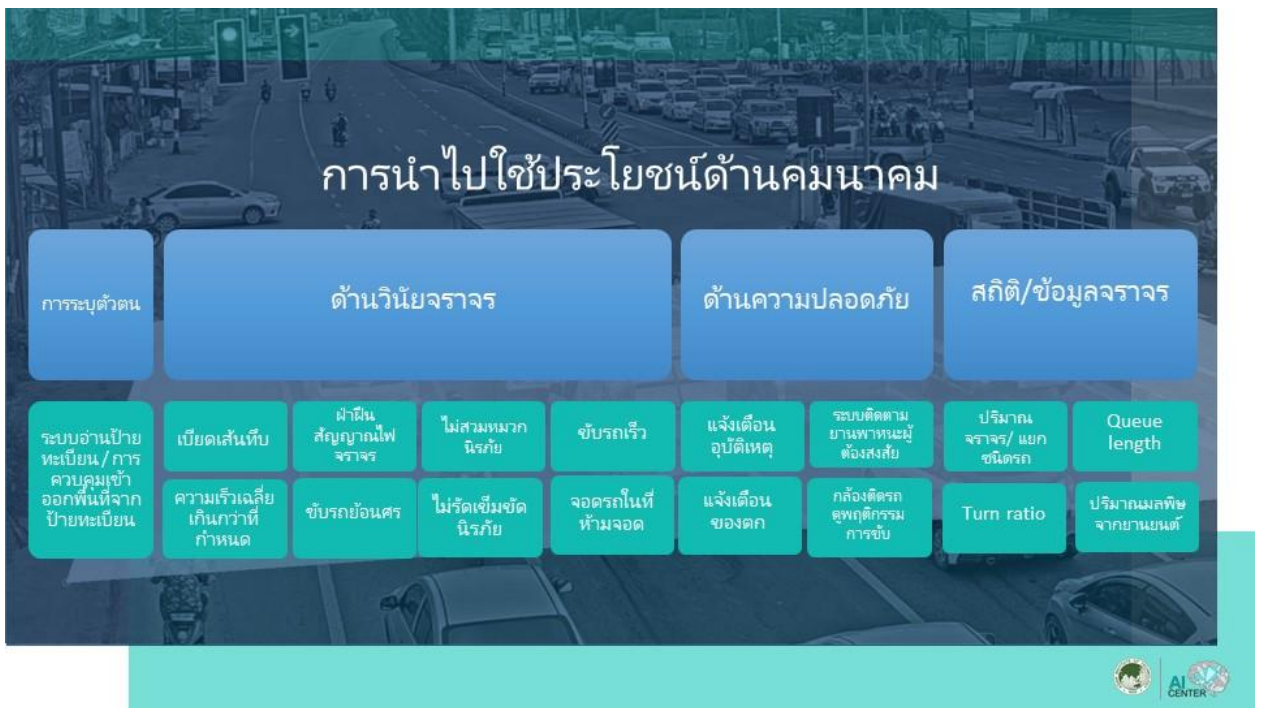 การนำไปใช้ประโยชน์ด้านคมนาคม
การระบุตัวตน
ด้านวินัยจราจร
ด้านความปลอดภัย
สถิติ/ข้อมูลจราจร
ระบบอ่านป้าย
ทะเบียน/การ
ควบคุมเข้า
ออกพื้นที่จาก
ป้ายทะเบียน
เบียดเส้นทึบ
ฝ่าฝืน
สัญญาณไฟ
จราจร
ไม่สวมหมวก
นิรภัย
ขับรถเร็ว
แจ้งเตือน
อุบัติเหตุ
ระบบติดตาม
ยานพาหนะผู้
ต้องสงสัย
ปริมาณ
จราจร/ แยก
ชนิดรถ
Queue
length
ความเร็วเฉลี่ย
เกินกว่าที่
กำหนด
ขับรถย้อนศร
ไม่รัดเข็มขัด
นิรภัย
จอดรถในที่
ห้ามจอด
แจ้งเตือน
ของตก
กล้องติดรถ
ดูพฤติกรรม
การขับ
Turn ratio
ปริมาณมลพิษ
จากยานยนต์
AI
CENTER